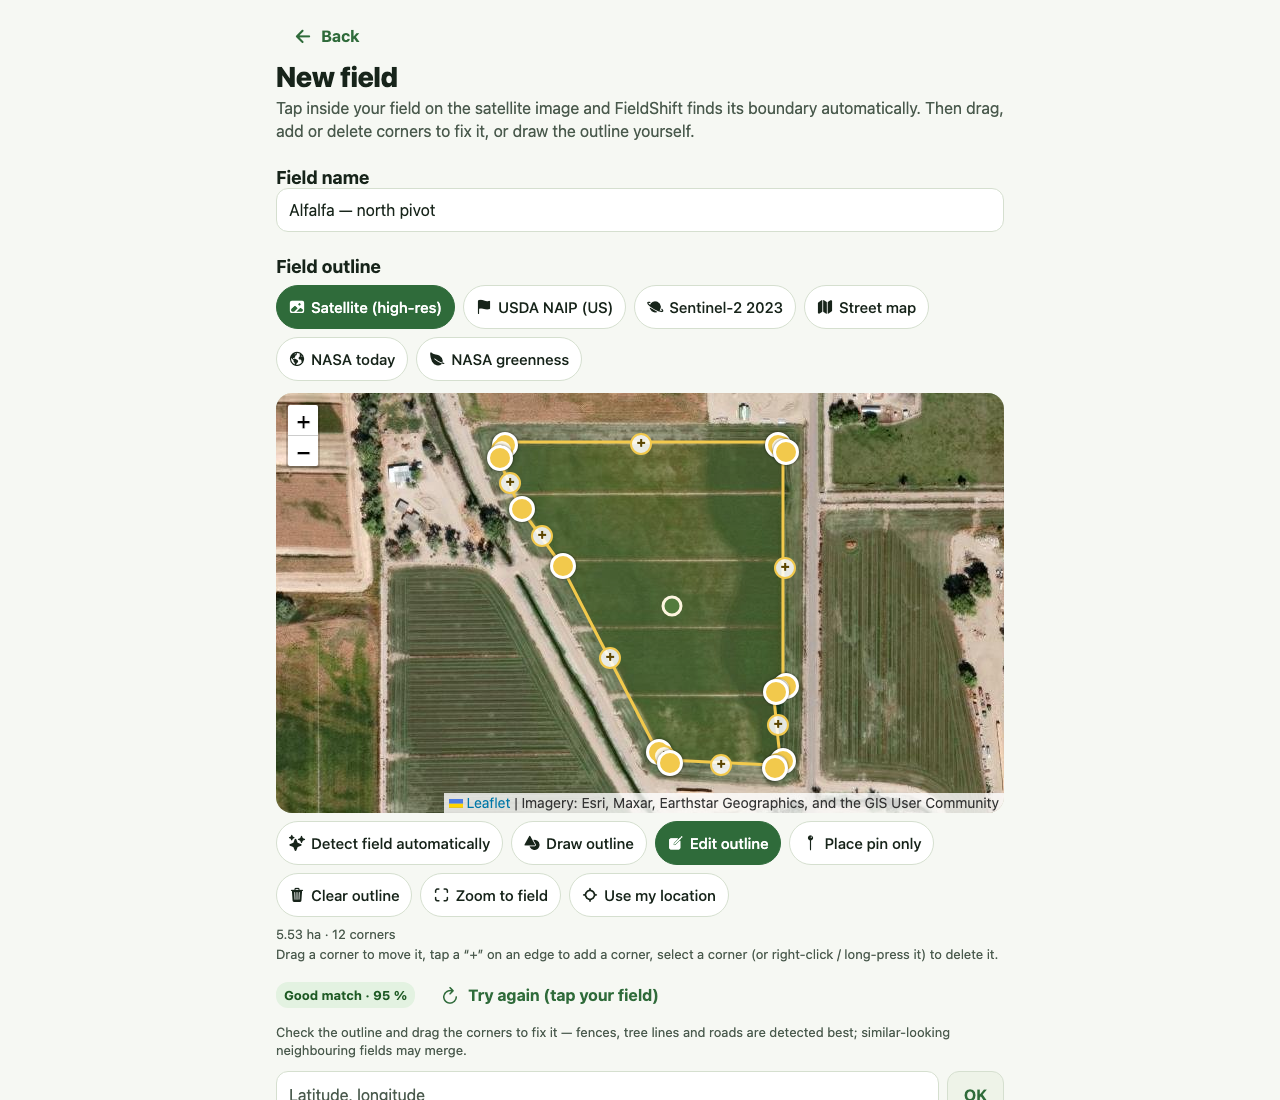 Back
New field
Tap inside your field on the satellite image and FieldShift finds its boundary automatically. Then drag,
add or delete corners to fix it, or draw the outline yourself.
Field name
Alfalfa — north pivot
Field outline
Satellite (high-res)
USDA NAIP (US)
Sentinel-2 2023
Street map
NASA today
NASA greenness
+
−
Leaflet | Imagery: Esri, Maxar, Earthstar Geographics, and the GIS User Community
Detect field automatically
Draw outline
Edit outline
Place pin only
Clear outline
Zoom to field
Use my location
5.53 ha · 12 corners
Drag a corner to move it, tap a “+” on an edge to add a corner, select a corner (or right-click / long-press it) to delete it.
Good match · 95 %
Try again (tap your field)
Check the outline and drag the corners to fix it — fences, tree lines and roads are detected best; similar-looking
neighbouring fields may merge.
Latitude, longitude
OK